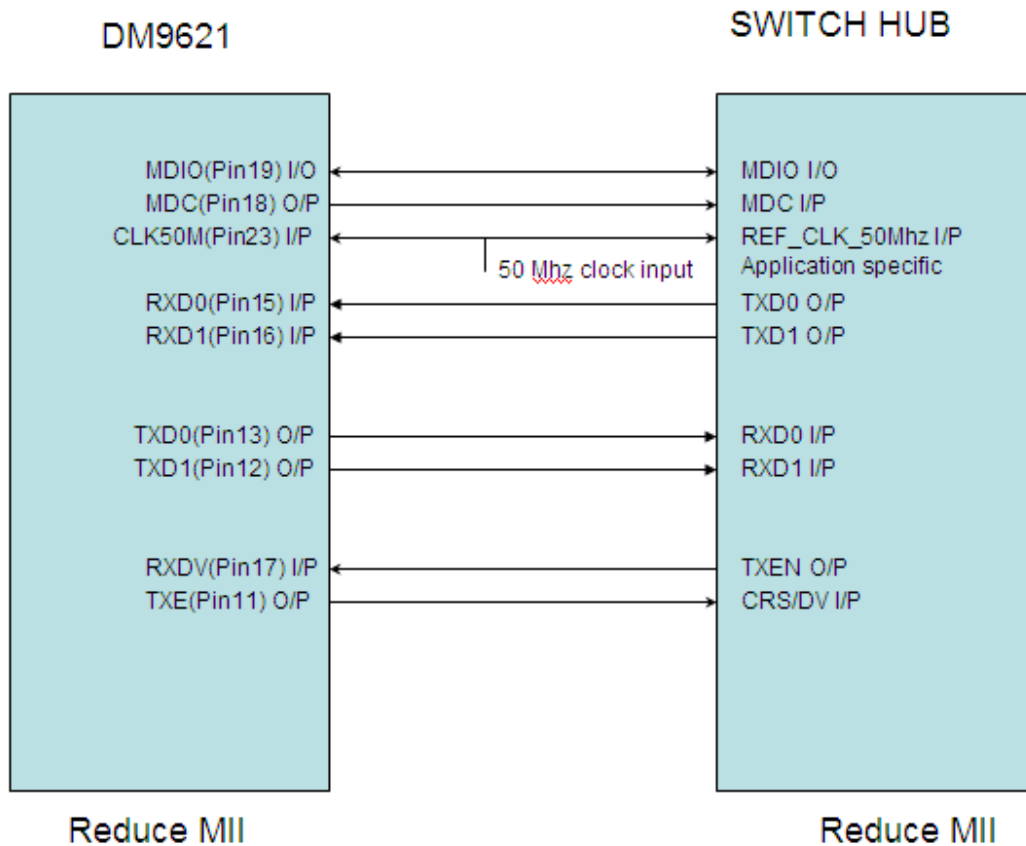 DM9621
SWITCH HUB
MDIO(Pin19) I/O
MDC(Pin18) O/P
CLK50M(Pin23) I/P
RXD0(Pin15) I/P
RXD1(Pin16) I/P
TXD0(Pin13) O/P
TXD1(Pin12) O/P
RXDV(Pin17) I/P
TXE(Pin11) O/P
50 Mhz clock input
MDIO I/O
MDC I/P
REF_CLK_50Mhz I/P
Application specific
TXD0 O/P
TXD1 O/P
RXD0 I/P
RXD1 I/P
TXEN O/P
CRS/DV I/P
Reduce MII
Reduce MII